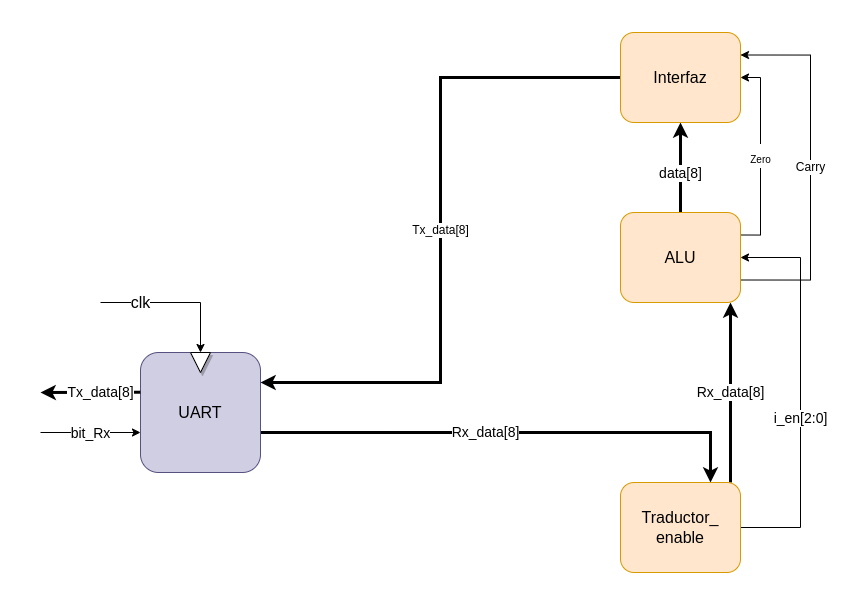 Interfaz
Zero
Carry
data[8]
Tx_data[8]
ALU
clk
Tx_data[8]
UART
bit_Rx
Rx_data[8]
Rx_data[8]
i_en[2:0]
Traductor_
enable